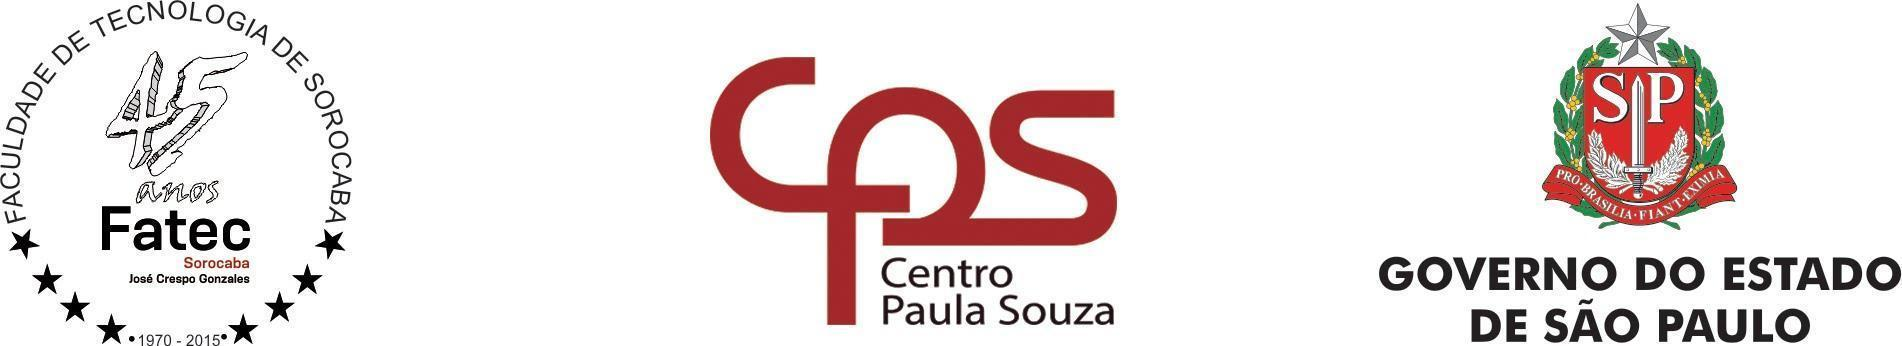 FACULDADE DE TECNOLOGIA DE SOROCABA
45
anos
Fatec
Sorocaba
José Crespo Gonzales
•1970 - 2015•
cps
Centro
Paula Souza
SP
PRO·BRASILIA·FIANT·EXIMIA
GOVERNO DO ESTADO
DE SÃO PAULO